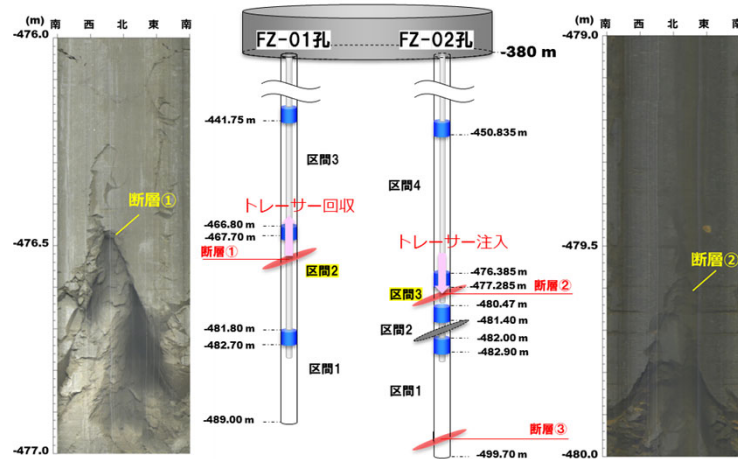 (m)
南 西 北 東 南
-476.0
-476.5
-477.0
断層①
FZ-01孔
FZ-02孔
-380 m
-441.75 m
区間3
トレーサー回収
-466.80 m
-467.70 m
断層①
区間2
-481.80 m
-482.70 m
区間1
-489.00 m
-450.835 m
区間4
トレーサー注入
-476.385 m
-477.285 m
断層②
区間3
-480.47 m
-481.40 m
区間2
-482.00 m
-482.90 m
区間1
断層③
-499.70 m
(m)
南 西 北 東 南
-479.0
-479.5
-480.0
断層②